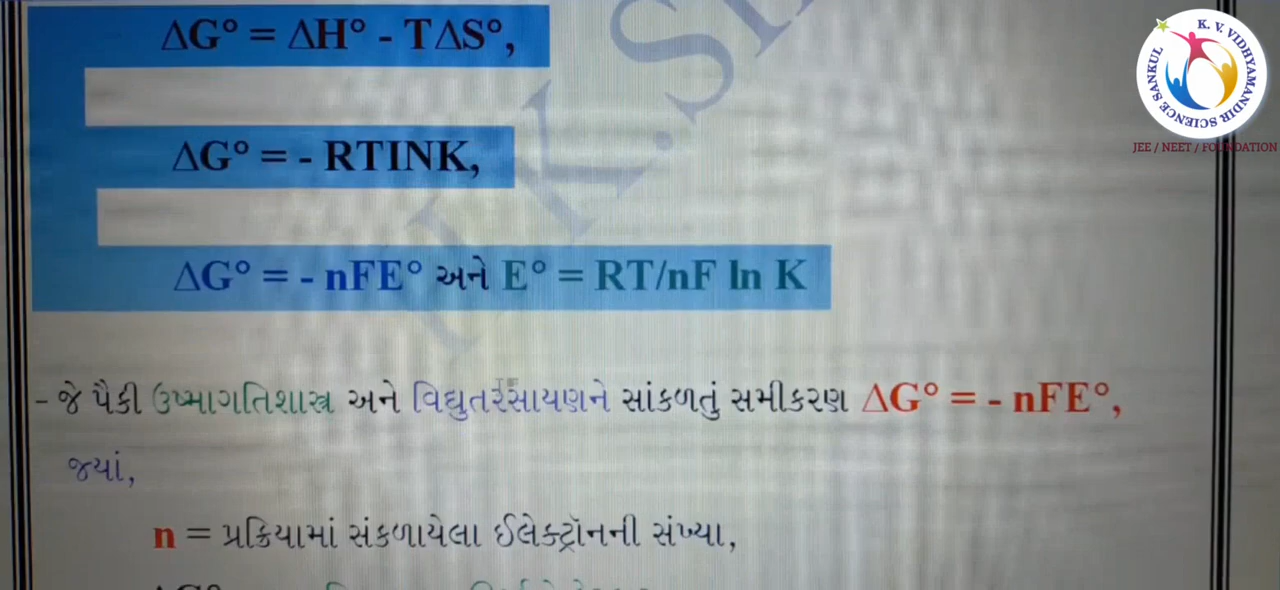 ΔG° = ΔH° - TΔS°,
K. V. VIDHYAMANDIR SCIENCE SANKUL
JEE / NEET / FOUNDATION
ΔG° = - RTINK,
ΔG° = - nFE° અને E° = RT/nF ln K
- જે પૈકી ઉષ્માગતિશાસ્ત્ર અને વિદ્યુતરસાયણને સાંકળતું સમીકરણ ΔG° = - nFE°,
જ્યાં,
n = પ્રક્રિયામાં સંકળાયેલા ઈલેક્ટ્રૉનની સંખ્યા,